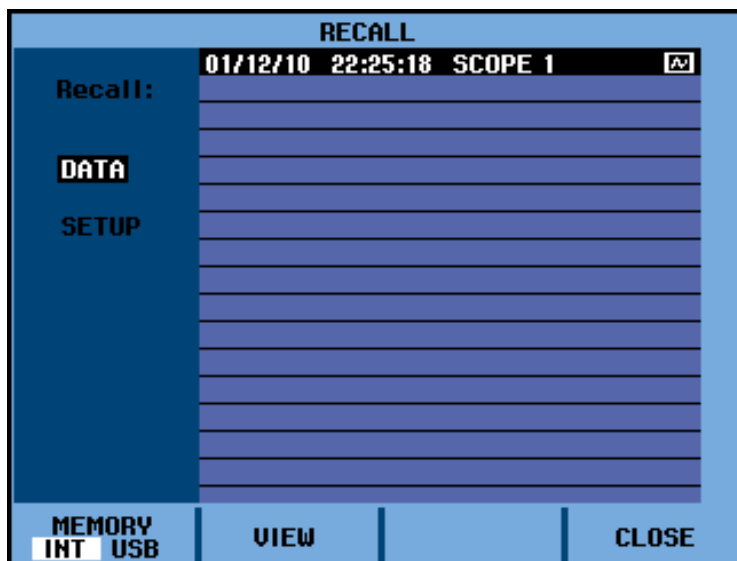 RECALL
01/12/10 22:25:18 SCOPE 1
Recall:
DATA
SETUP
MEMORY
INT USB
VIEW
CLOSE